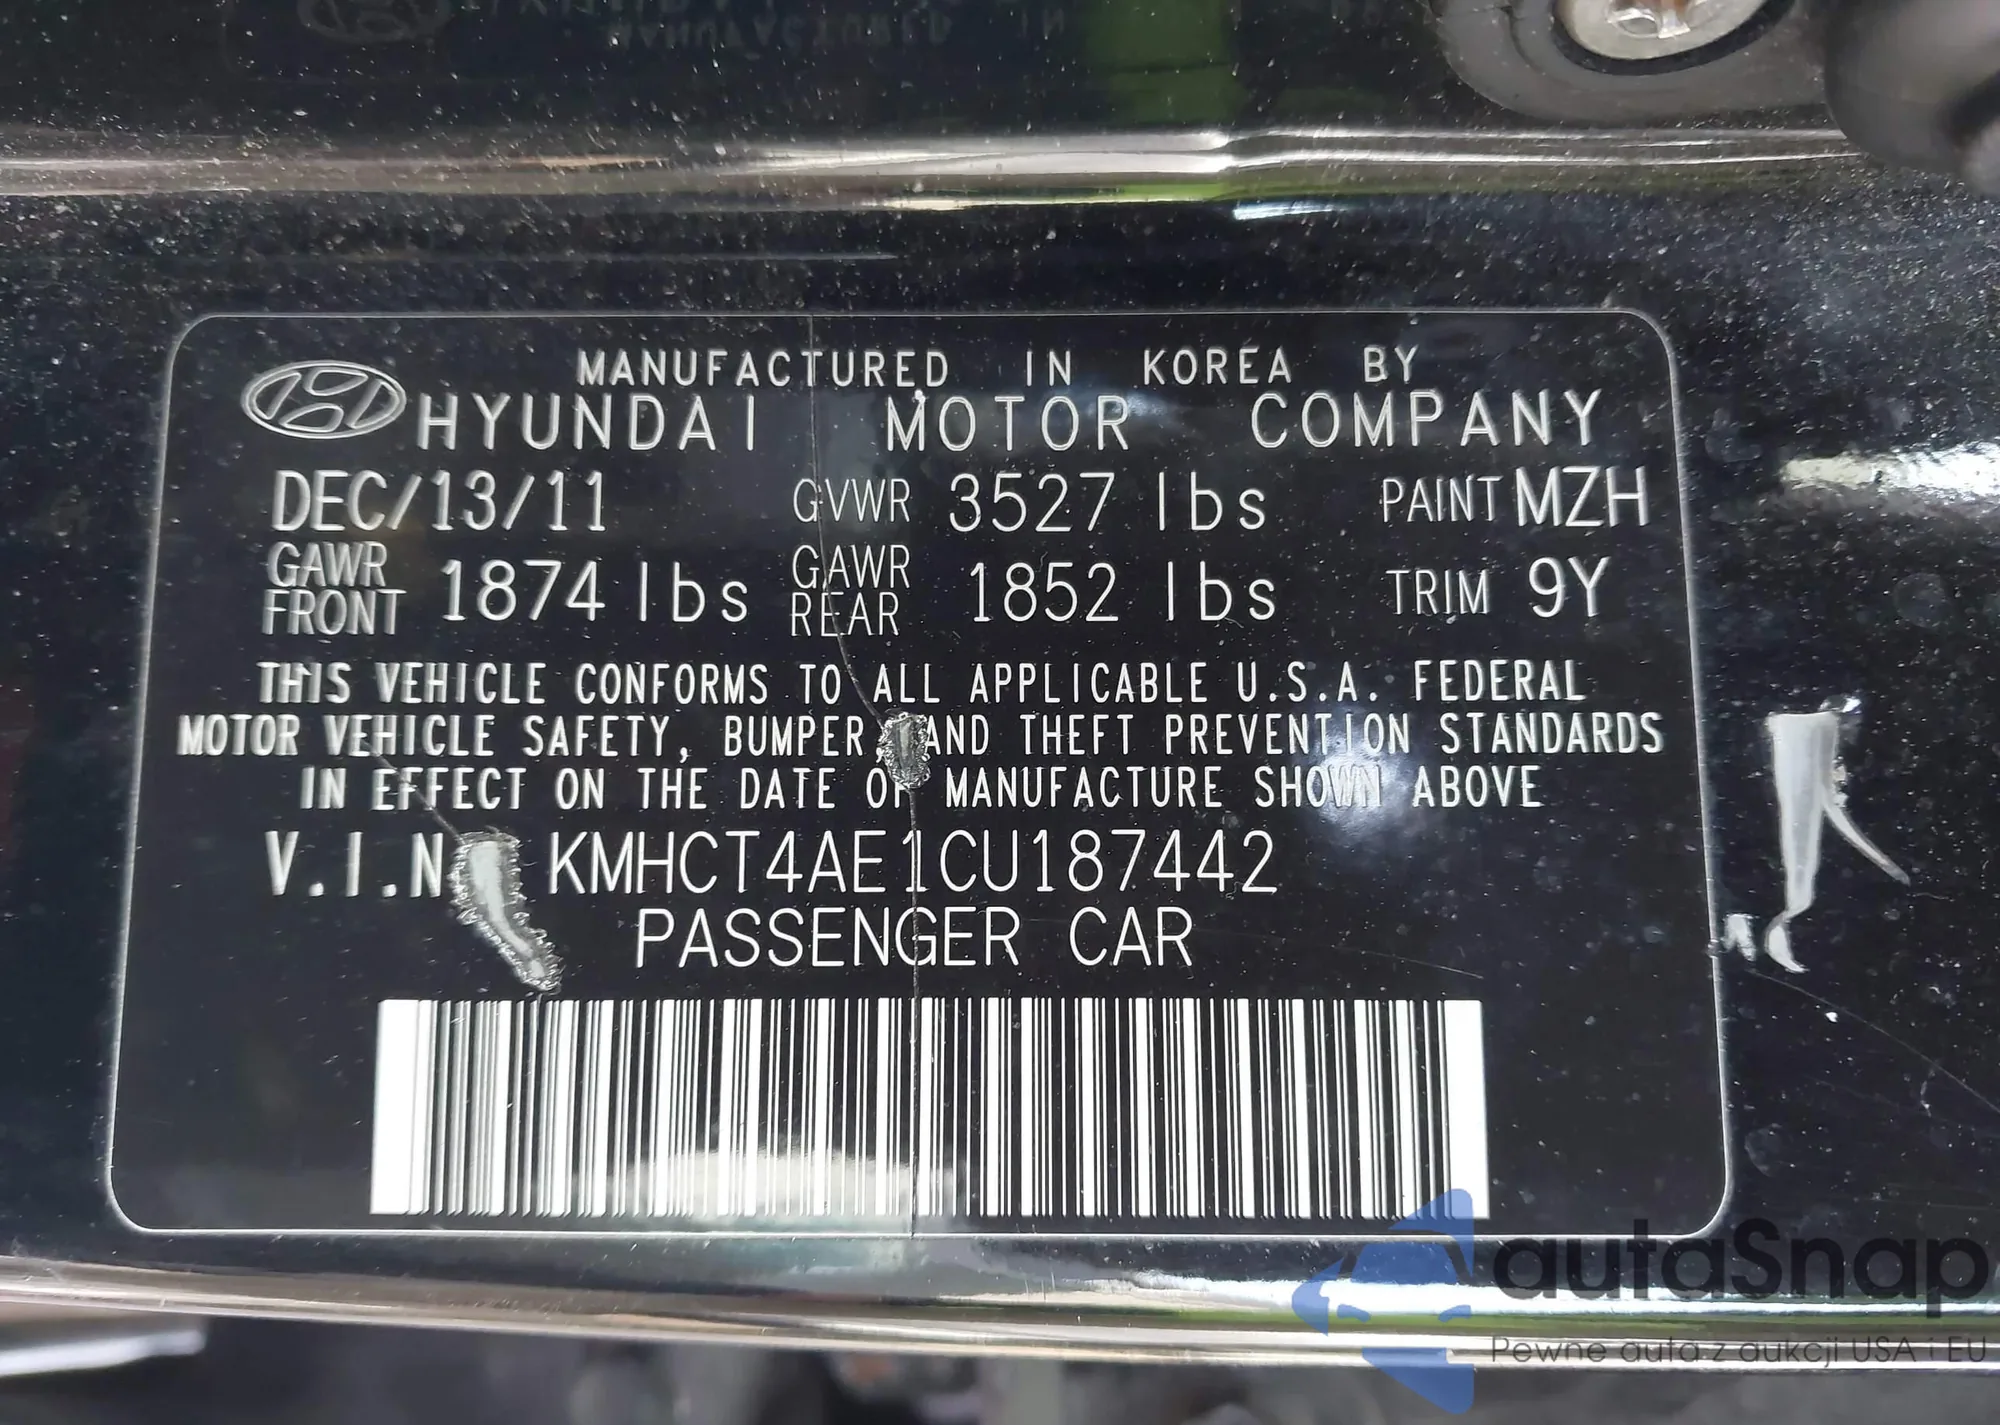 MANUFACTURED IN KOREA BY
HYUNDAI MOTOR COMPANY
DEC/13/11 GVWR 3527 lbs PAINT MZH
GAWR FRONT 1874 lbs GAWR REAR 1852 lbs TRIM 9Y
THIS VEHICLE CONFORMS TO ALL APPLICABLE U.S.A. FEDERAL
MOTOR VEHICLE SAFETY, BUMPER AND THEFT PREVENTION STANDARDS
IN EFFECT ON THE DATE OF MANUFACTURE SHOWN ABOVE
V.I.N KMHCT4AE1CU187442
PASSENGER CAR
autaSnap
Pewne auta z aukcji USA i EU